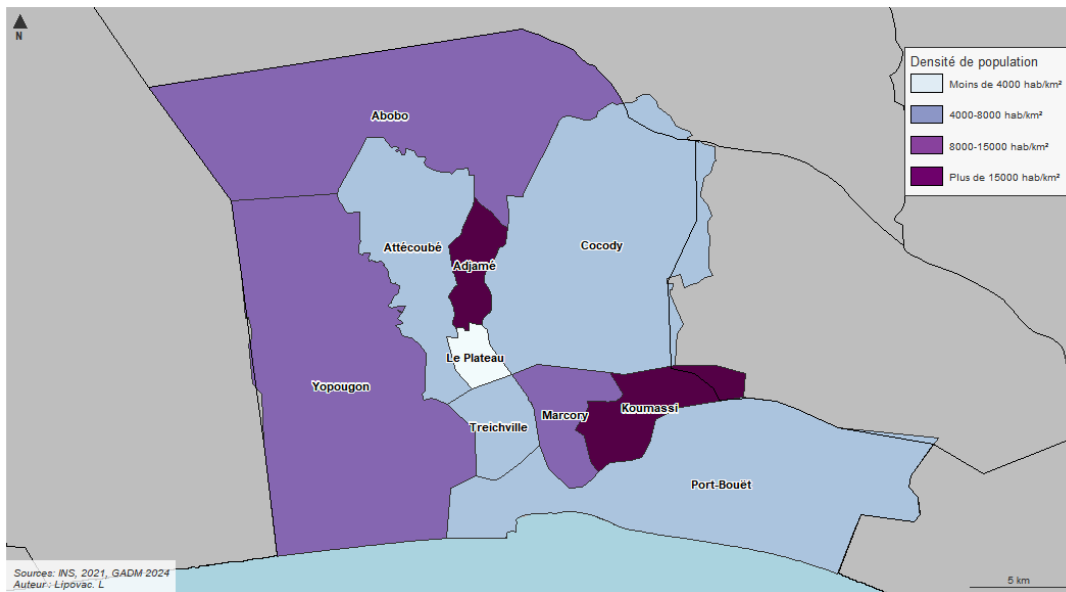 N
Densité de population
Moins de 4000 hab/km²
4000-8000 hab/km²
8000-15000 hab/km²
Plus de 15000 hab/km²
Abobo
Attécoubé
Adjamé
Cocody
Le Plateau
Yopougon
Treichville
Marcory
Koumassi
Port-Bouët
Sources: INS, 2021, GADM 2024
Auteur : Lipovac. L
5 km